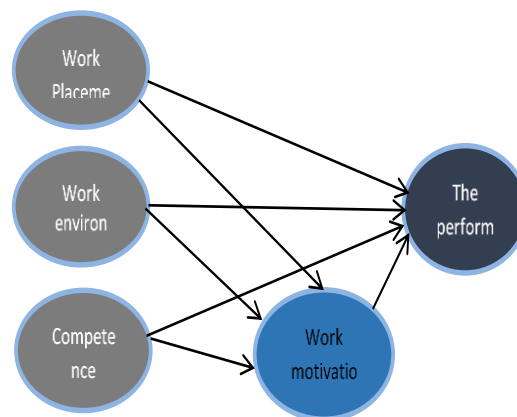 Work
Placeme
Work
environ
Compete
nce
The
perform
Work
motivatio